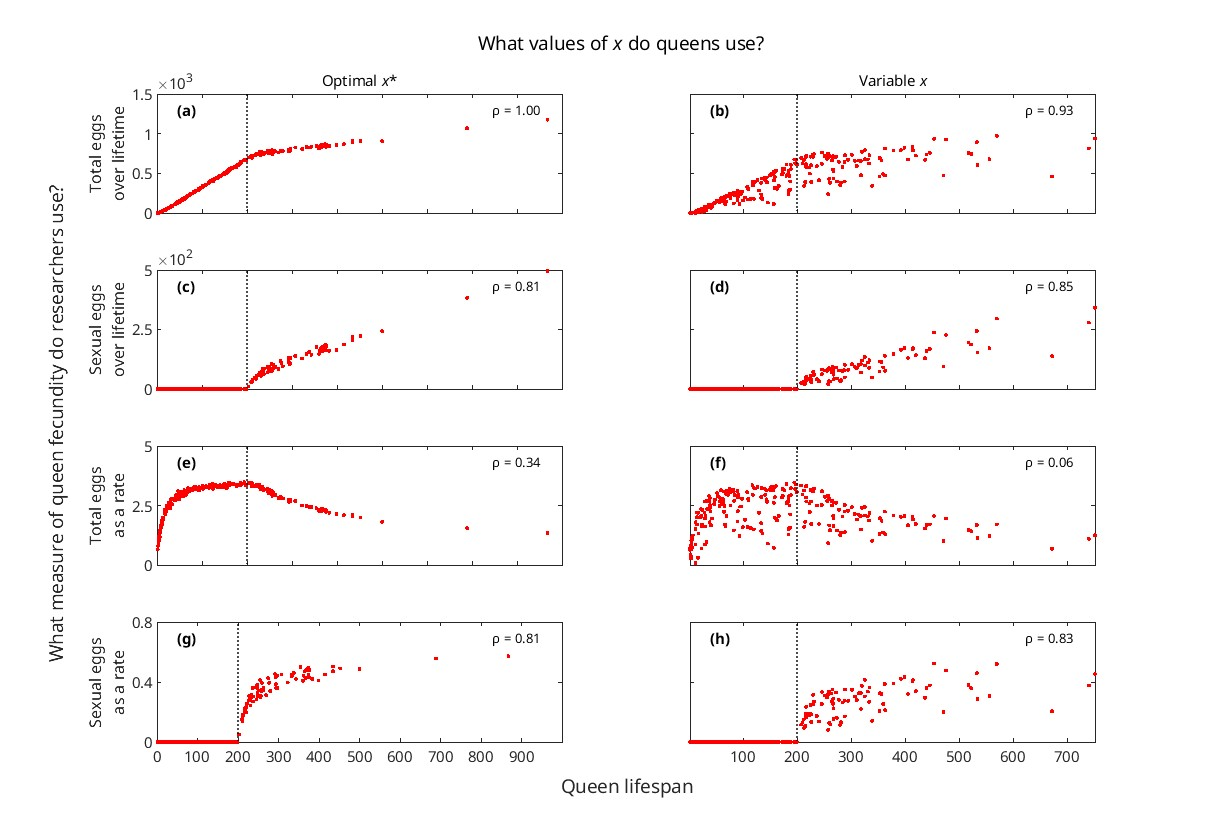 What values of x do queens use?
Optimal x*
Variable x
What measure of queen fecundity do researchers use?
×10³
Total eggs
over lifetime
1.5
1
0.5
0
(a)
ρ = 1.00
(b)
ρ = 0.93
×10²
Sexual eggs
over lifetime
5
2.5
0
(c)
ρ = 0.81
(d)
ρ = 0.85
Total eggs
as a rate
5
2.5
0
(e)
ρ = 0.34
(f)
ρ = 0.06
Sexual eggs
as a rate
0.8
0.4
0
(g)
ρ = 0.81
(h)
ρ = 0.83
0 100 200 300 400 500 600 700 800 900
100 200 300 400 500 600 700
Queen lifespan